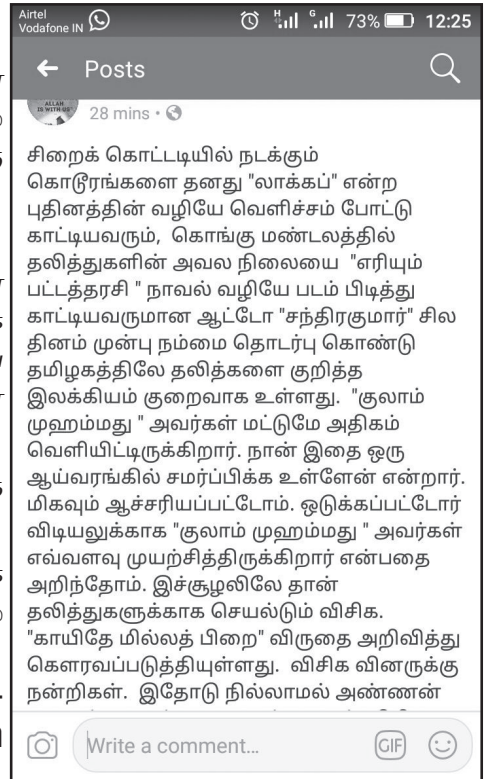 Airtel
Vodafone IN
H G 73% 12:25
Posts
ALLAH
IS WITH US
28 mins
சிறைக் கொட்டடியில் நடக்கும்
கொடூரங்களை தனது "லாக்கப்" என்ற
புதினத்தின் வழியே வெளிச்சம் போட்டு
காட்டியவரும், கொங்கு மண்டலத்தில்
தலித்துகளின் அவல நிலையை "எரியும்
பட்டத்தரசி " நாவல் வழியே படம் பிடித்து
காட்டியவருமான ஆட்டோ "சந்திரகுமார்" சில
தினம் முன்பு நம்மை தொடர்பு கொண்டு
தமிழகத்திலே தலித்களை குறித்த
இலக்கியம் குறைவாக உள்ளது. "குலாம்
முஹம்மது " அவர்கள் மட்டுமே அதிகம்
வெளியிட்டிருக்கிறார். நான் இதை ஒரு
ஆய்வரங்கில் சமர்ப்பிக்க உள்ளேன் என்றார்.
மிகவும் ஆச்சரியப்பட்டோம். ஒடுக்கப்பட்டோர்
விடியலுக்காக "குலாம் முஹம்மது " அவர்கள்
எவ்வளவு முயற்சித்திருக்கிறார் என்பதை
அறிந்தோம். இச்சூழலிலே தான்
தலித்துகளுக்காக செயல்டும் விசிக.
"காயிதே மில்லத் பிறை" விருதை அறிவித்து
கௌரவப்படுத்தியுள்ளது. விசிக வினருக்கு
நன்றிகள். இதோடு நில்லாமல் அண்ணன்
Write a comment...
GIF